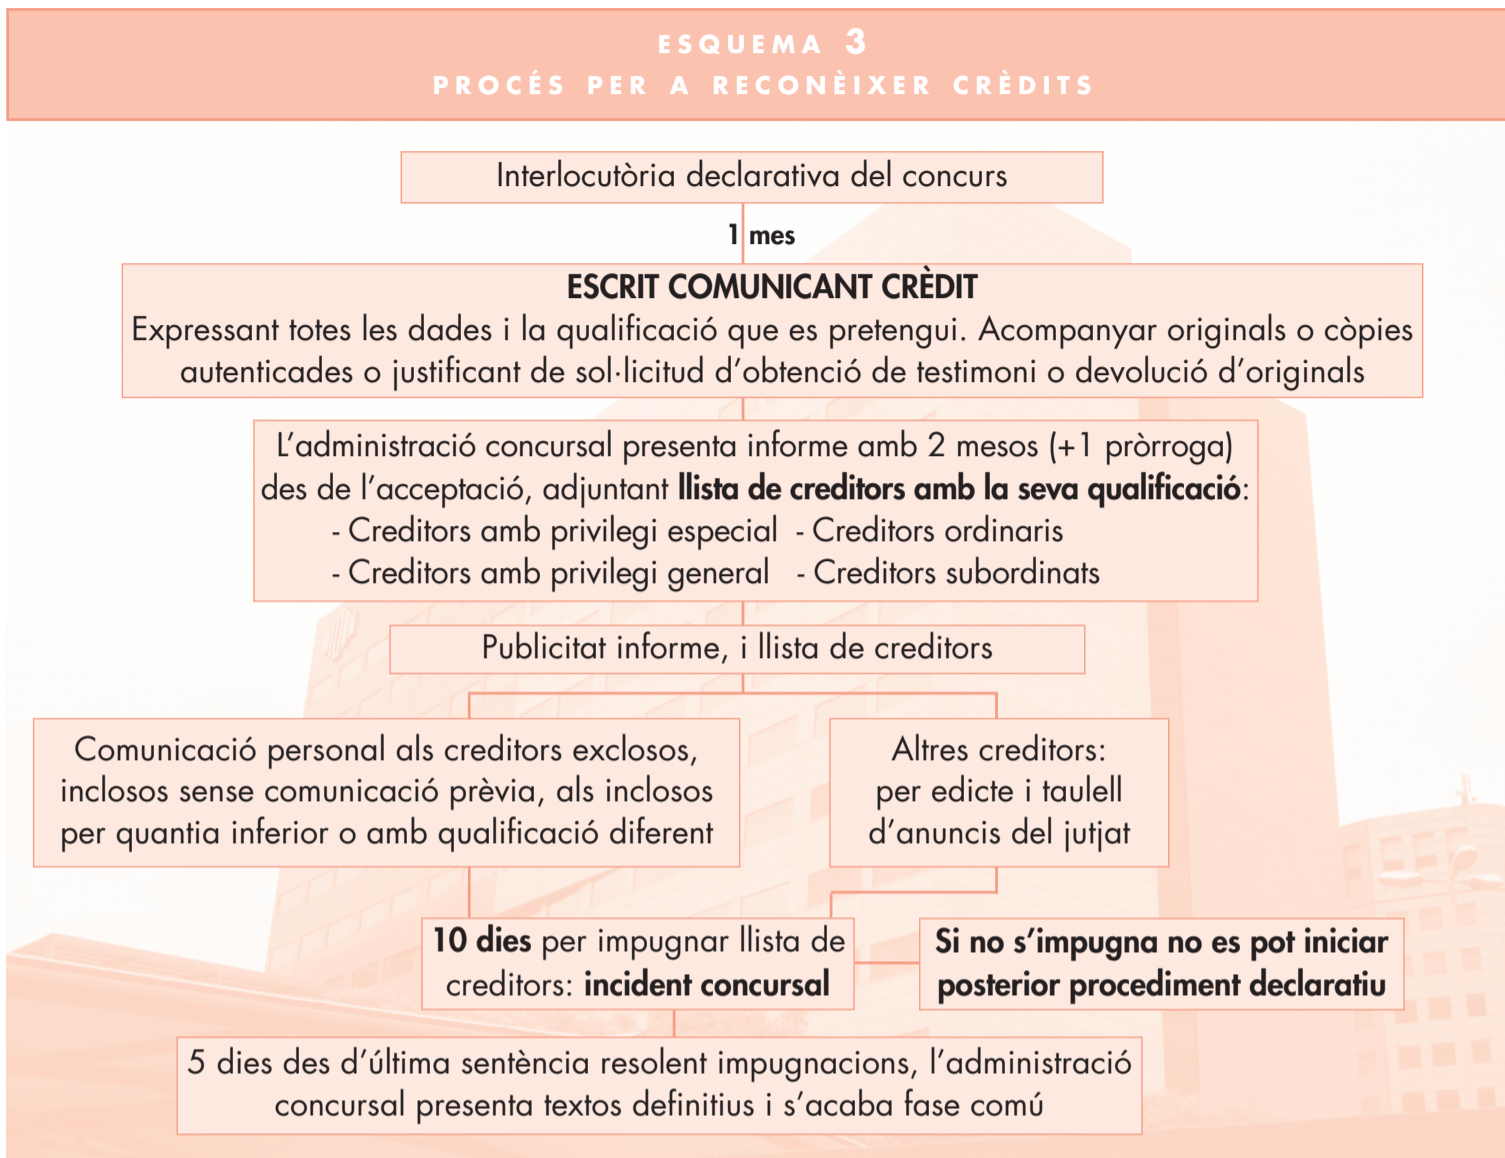 ESQUEMA 3
PROCÉS PER A RECONÈIXER CRÈDITS
Interlocutòria declarativa del concurs
1 mes
ESCRIT COMUNICANT CRÈDIT
Expressant totes les dades i la qualificació que es pretengui. Acompanyar originals o còpies
autenticades o justificant de sol·licitud d’obtenció de testimoni o devolució d’originals
L’administració concursal presenta informe amb 2 mesos (+1 pròrroga)
des de l’acceptació, adjuntant llista de creditors amb la seva qualificació:
- Creditors amb privilegi especial - Creditors ordinaris
- Creditors amb privilegi general - Creditors subordinats
Publicitat informe, i llista de creditors
Comunicació personal als creditors exclosos,
inclosos sense comunicació prèvia, als inclosos
per quantia inferior o amb qualificació diferent
Altres creditors:
per edicte i taulell
d’anuncis del jutjat
10 dies per impugnar llista de
creditors: incident concursal
Si no s’impugna no es pot iniciar
posterior procediment declaratiu
5 dies des d’última sentència resolent impugnacions, l’administració
concursal presenta textos definitius i s’acaba fase comú